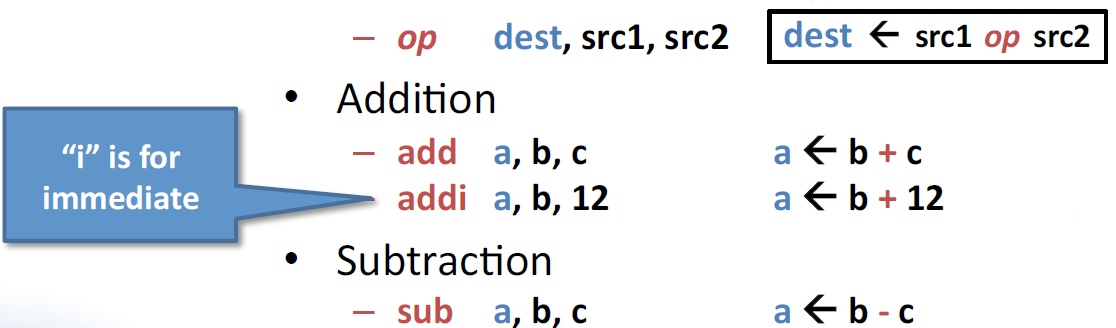 – op dest, src1, src2 dest ← src1 op src2
• Addition
– add a, b, c a ← b + c
“i” is for
immediate
– addi a, b, 12 a ← b + 12
• Subtraction
– sub a, b, c a ← b - c